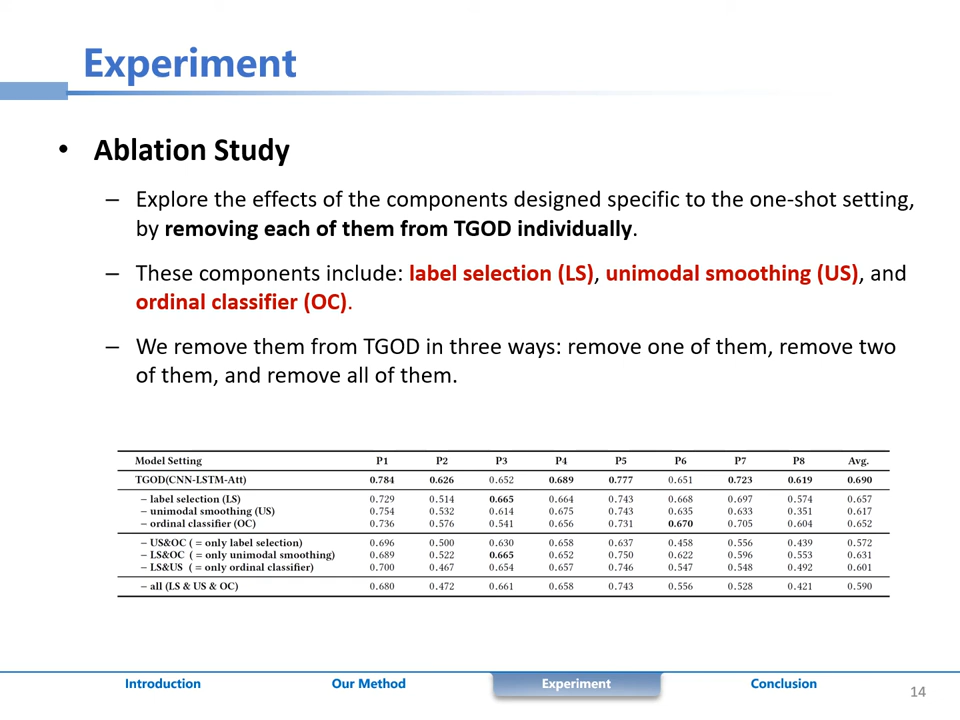 Experiment
• Ablation Study
– Explore the effects of the components designed specific to the one-shot setting,
by removing each of them from TGOD individually.
– These components include: label selection (LS), unimodal smoothing (US), and
ordinal classifier (OC).
– We remove them from TGOD in three ways: remove one of them, remove two
of them, and remove all of them.
Model Setting P1 P2 P3 P4 P5 P6 P7 P8 Avg.
TGOD(CNN-LSTM-Att) 0.784 0.626 0.652 0.689 0.777 0.651 0.723 0.619 0.690
– label selection (LS) 0.729 0.514 0.665 0.664 0.743 0.668 0.697 0.574 0.657
– unimodal smoothing (US) 0.754 0.532 0.614 0.675 0.743 0.635 0.633 0.351 0.617
– ordinal classifier (OC) 0.736 0.576 0.541 0.656 0.731 0.670 0.705 0.604 0.652
– US&OC ( = only label selection) 0.696 0.500 0.630 0.658 0.637 0.458 0.556 0.439 0.572
– LS&OC ( = only unimodal smoothing) 0.689 0.522 0.665 0.652 0.750 0.622 0.596 0.553 0.631
– LS&US ( = only ordinal classifier) 0.700 0.467 0.654 0.657 0.746 0.547 0.548 0.492 0.601
– all (LS & US & OC) 0.680 0.472 0.661 0.658 0.743 0.556 0.528 0.421 0.590
Introduction Our Method Experiment Conclusion
14